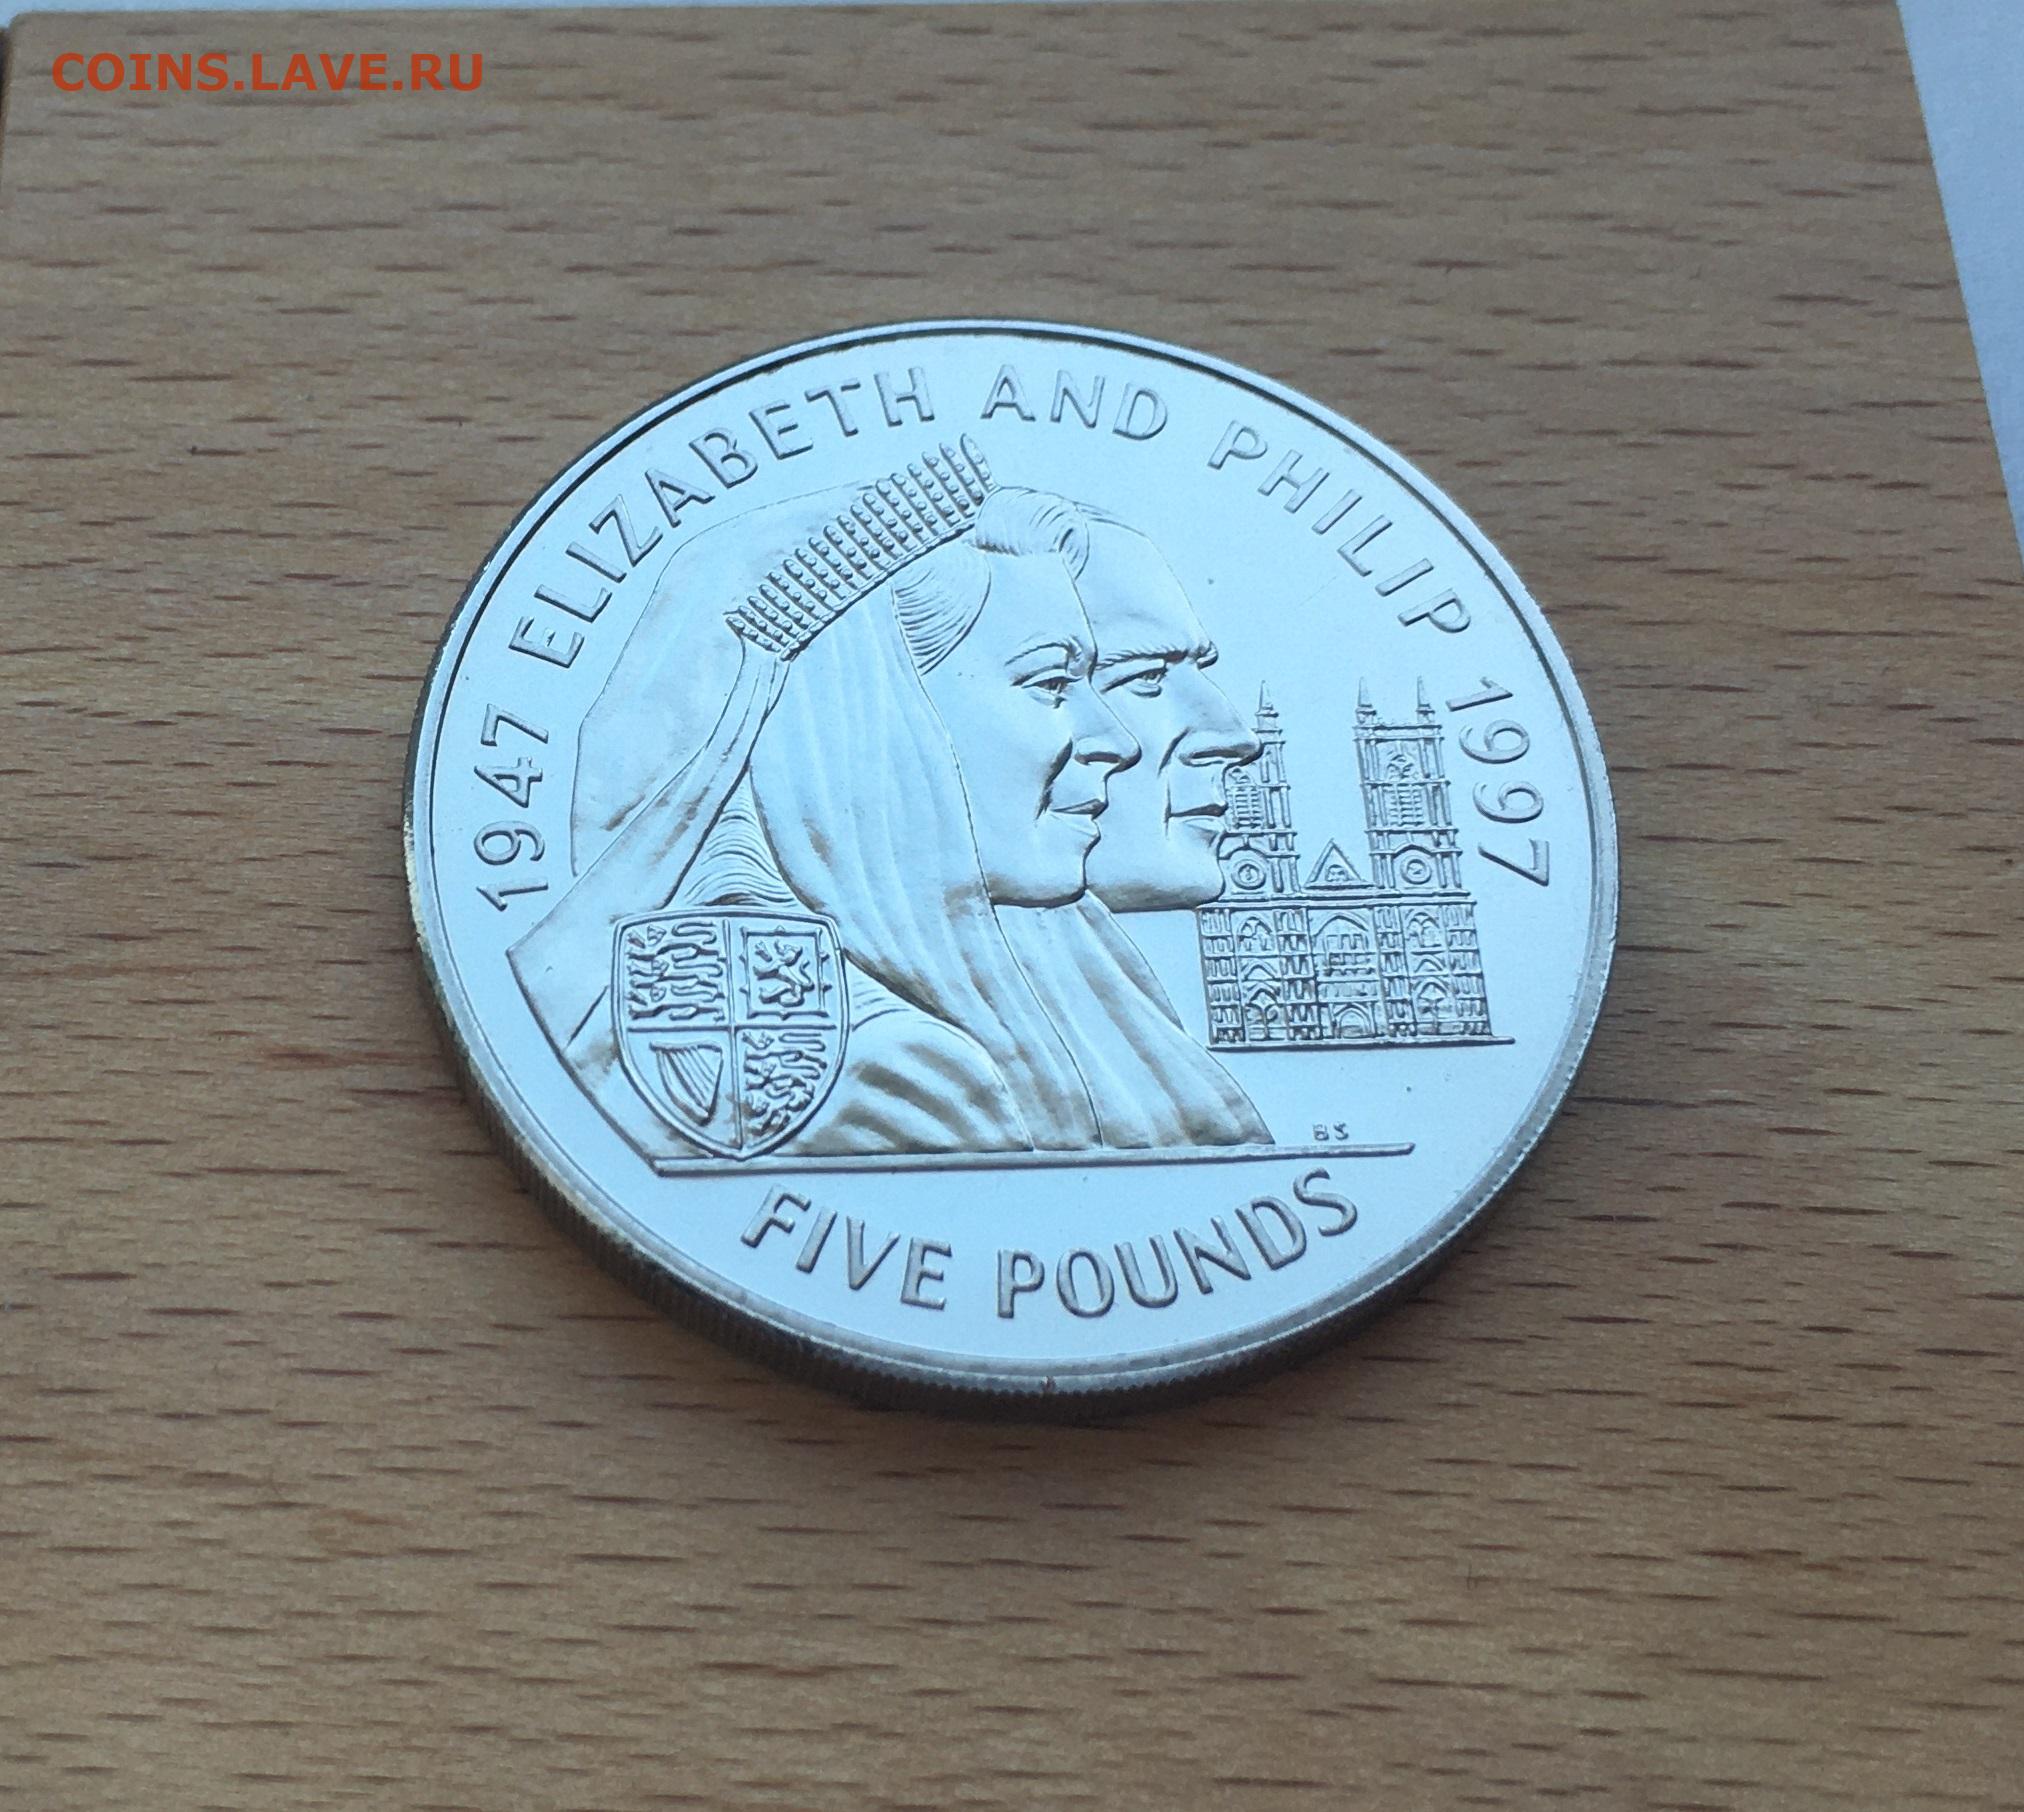 COINS.LAVE.RU
1947 ELIZABETH AND PHILIP 1997
BS
FIVE POUNDS